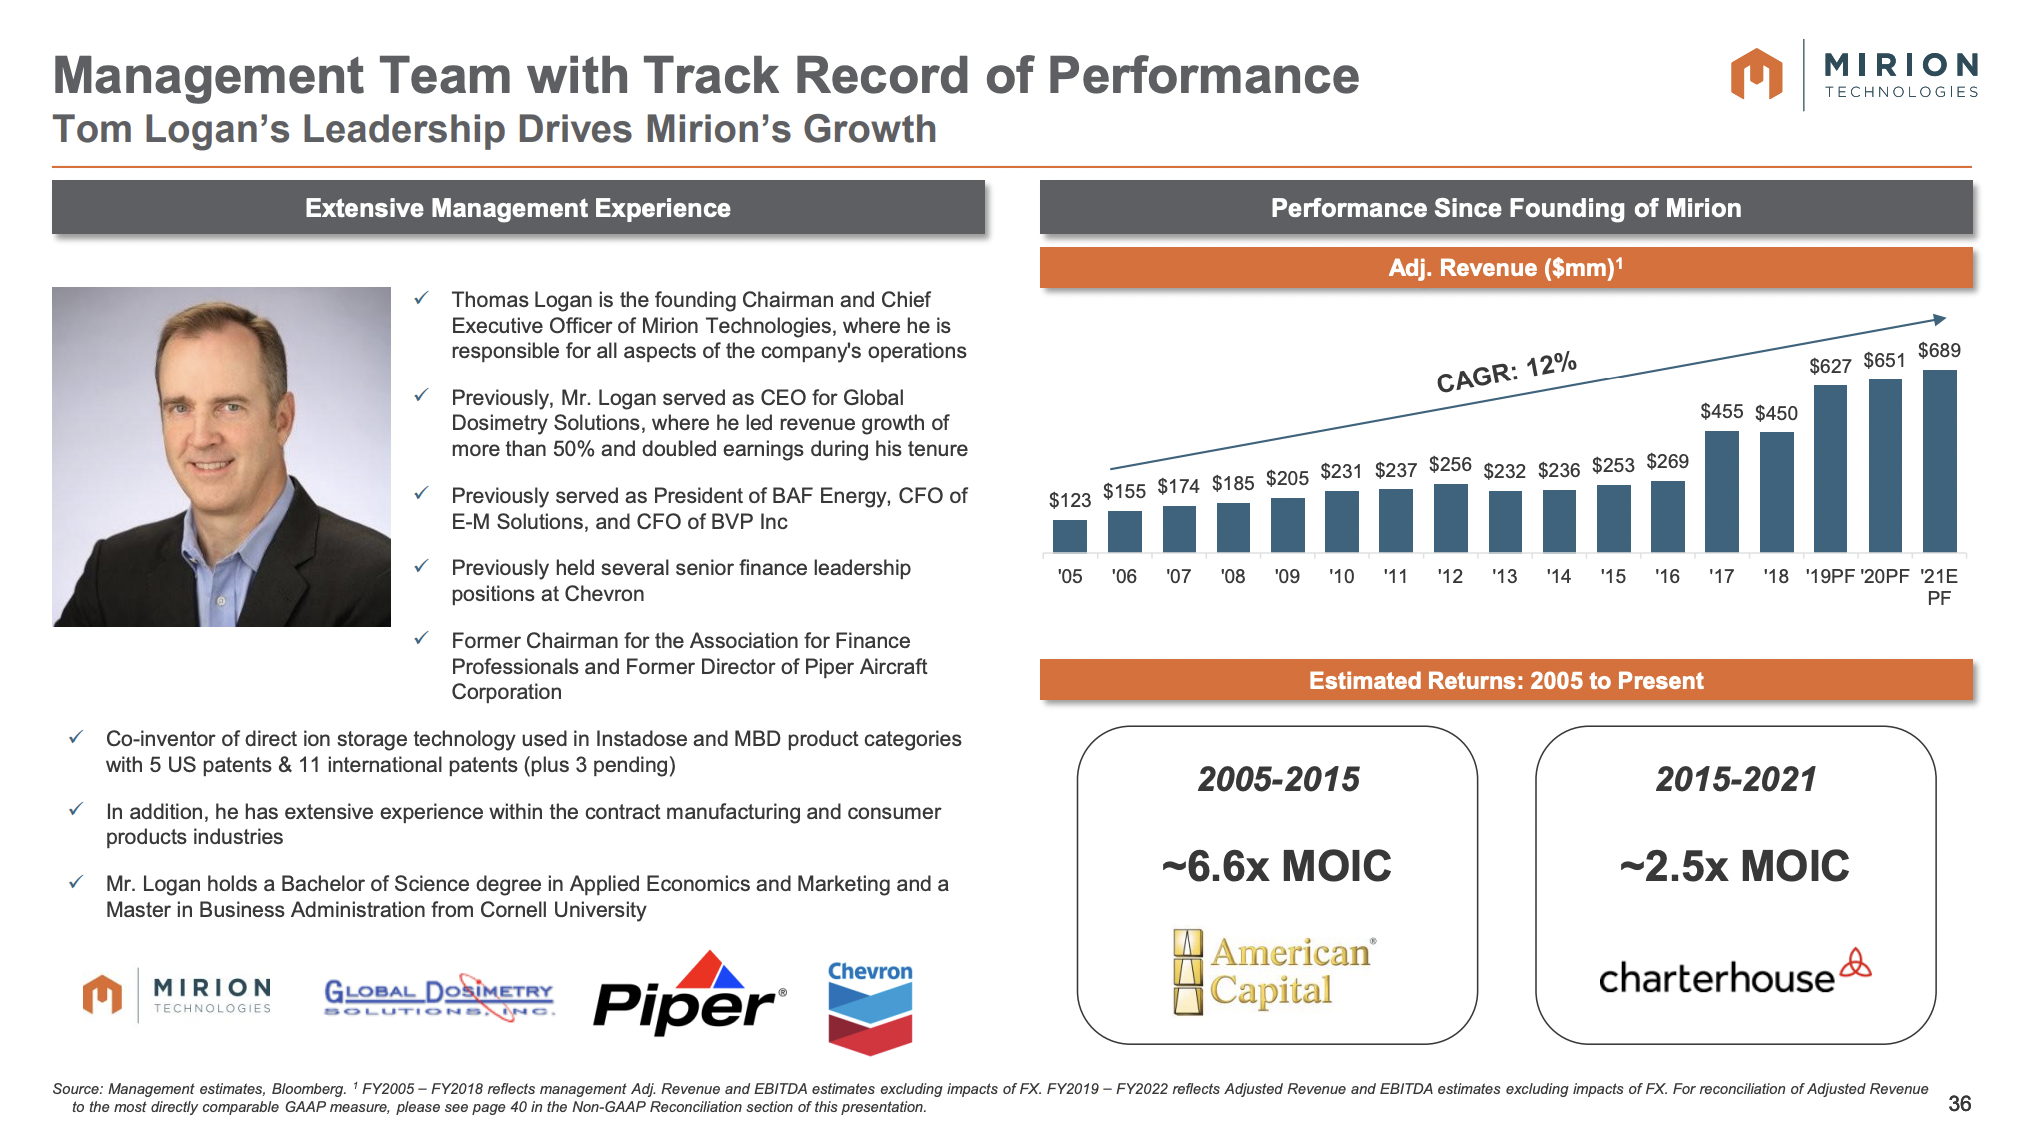 Management Team with Track Record of Performance
Tom Logan’s Leadership Drives Mirion’s Growth
MIRION
TECHNOLOGIES
Extensive Management Experience
✓ Thomas Logan is the founding Chairman and Chief
Executive Officer of Mirion Technologies, where he is
responsible for all aspects of the company's operations
✓ Previously, Mr. Logan served as CEO for Global
Dosimetry Solutions, where he led revenue growth of
more than 50% and doubled earnings during his tenure
✓ Previously served as President of BAF Energy, CFO of
E-M Solutions, and CFO of BVP Inc
✓ Previously held several senior finance leadership
positions at Chevron
✓ Former Chairman for the Association for Finance
Professionals and Former Director of Piper Aircraft
Corporation
✓ Co-inventor of direct ion storage technology used in Instadose and MBD product categories
with 5 US patents & 11 international patents (plus 3 pending)
✓ In addition, he has extensive experience within the contract manufacturing and consumer
products industries
✓ Mr. Logan holds a Bachelor of Science degree in Applied Economics and Marketing and a
Master in Business Administration from Cornell University
MIRION
TECHNOLOGIES
GLOBAL DOSIMETRY
SOLUTIONS, INC.
Piper®
Chevron
Performance Since Founding of Mirion
Adj. Revenue ($mm)¹
CAGR: 12%
$123 $155 $174 $185 $205 $231 $237 $256 $232 $236 $253 $269 $455 $450 $627 $651 $689
'05 '06 '07 '08 '09 '10 '11 '12 '13 '14 '15 '16 '17 '18 '19PF '20PF '21E
PF
Estimated Returns: 2005 to Present
2005-2015
~6.6x MOIC
American®
Capital
2015-2021
~2.5x MOIC
charterhouse
Source: Management estimates, Bloomberg. ¹ FY2005 – FY2018 reflects management Adj. Revenue and EBITDA estimates excluding impacts of FX. FY2019 – FY2022 reflects Adjusted Revenue and EBITDA estimates excluding impacts of FX. For reconciliation of Adjusted Revenue
to the most directly comparable GAAP measure, please see page 40 in the Non-GAAP Reconciliation section of this presentation.
36